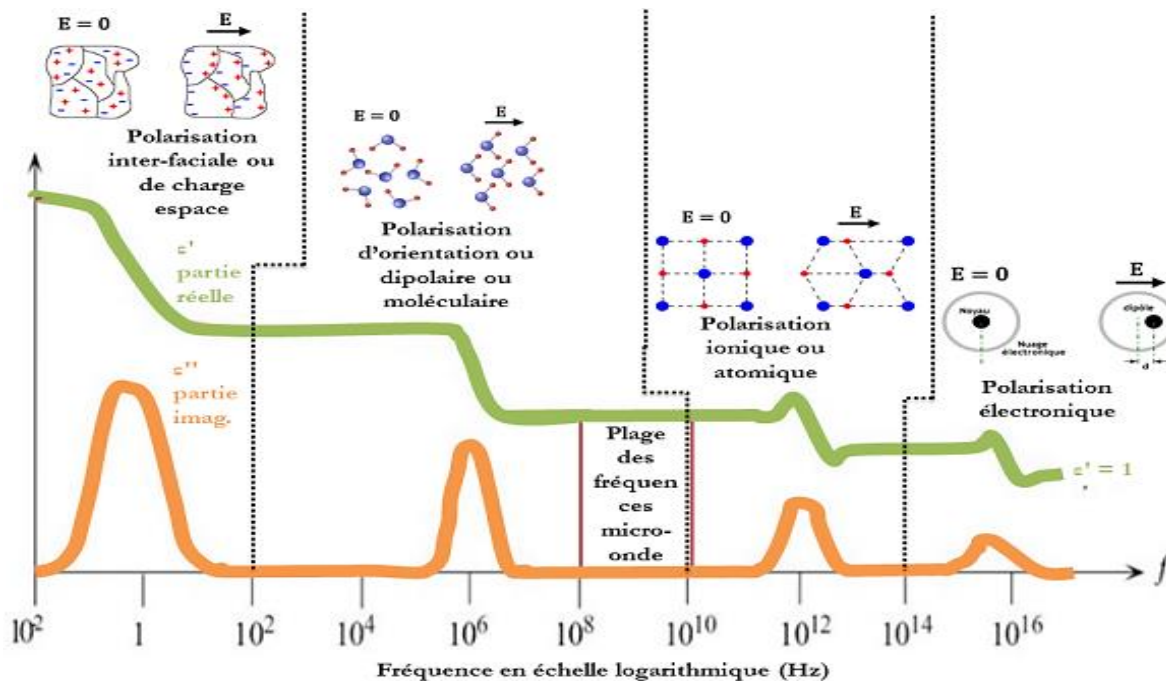 E = 0
E
Polarisation
inter-faciale ou
de charge
espace
E = 0
E
Polarisation
d'orientation ou
dipolaire ou
moléculaire
E = 0
E
Polarisation
ionique ou
atomique
E = 0
E
Noyau
Nuage
électronique
dipôle
d
Polarisation
électronique
ε'
partie
réelle
ε''
partie
imag.
Plage
des
fréquen
ces
micro-
onde
ε' = 1
f
10²
1
10²
10⁴
10⁶
10⁸
10¹⁰
10¹²
10¹⁴
10¹⁶
Fréquence en échelle logarithmique (Hz)